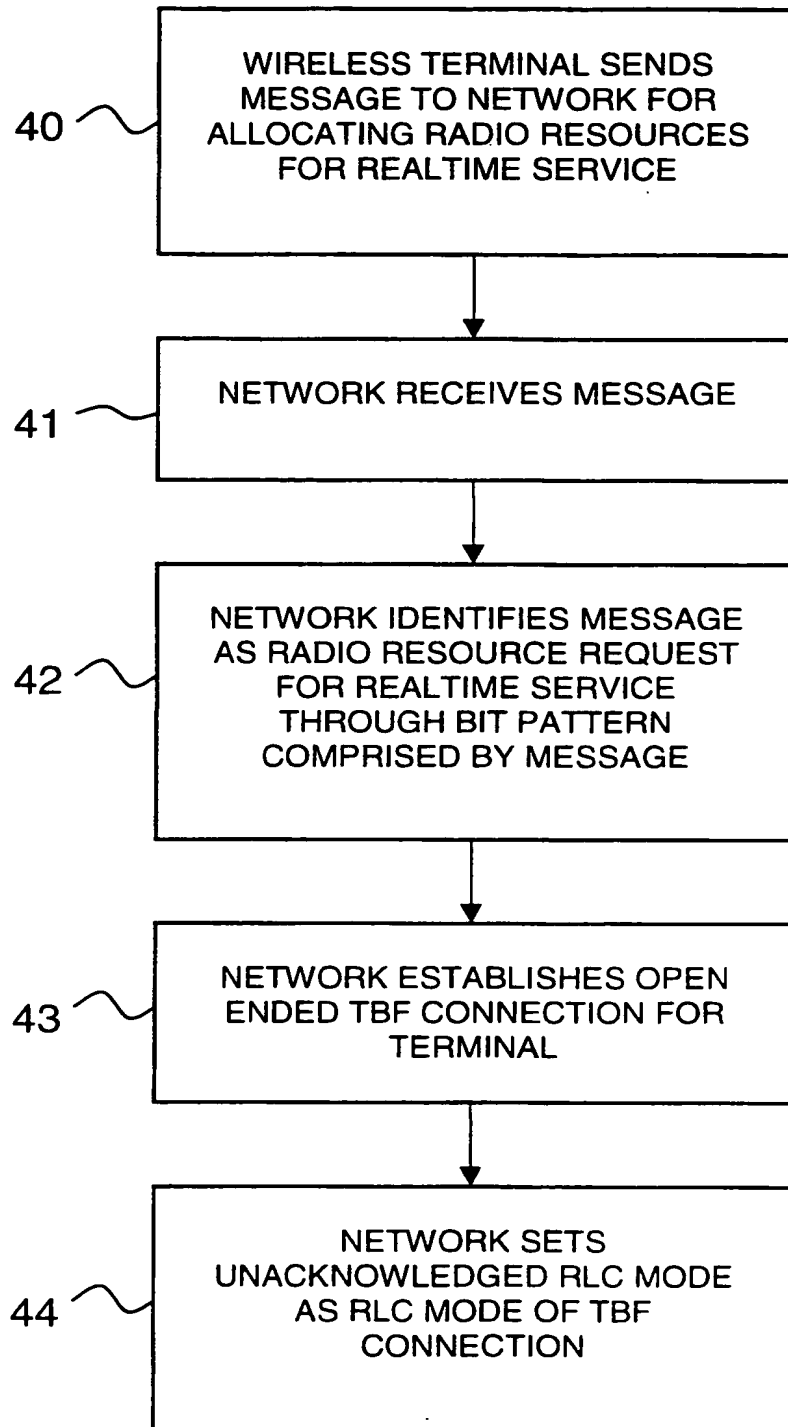 40
WIRELESS TERMINAL SENDS
MESSAGE TO NETWORK FOR
ALLOCATING RADIO RESOURCES
FOR REALTIME SERVICE
41
NETWORK RECEIVES MESSAGE
42
NETWORK IDENTIFIES MESSAGE
AS RADIO RESOURCE REQUEST
FOR REALTIME SERVICE
THROUGH BIT PATTERN
COMPRISED BY MESSAGE
43
NETWORK ESTABLISHES OPEN
ENDED TBF CONNECTION FOR
TERMINAL
44
NETWORK SETS
UNACKNOWLEDGED RLC MODE
AS RLC MODE OF TBF
CONNECTION